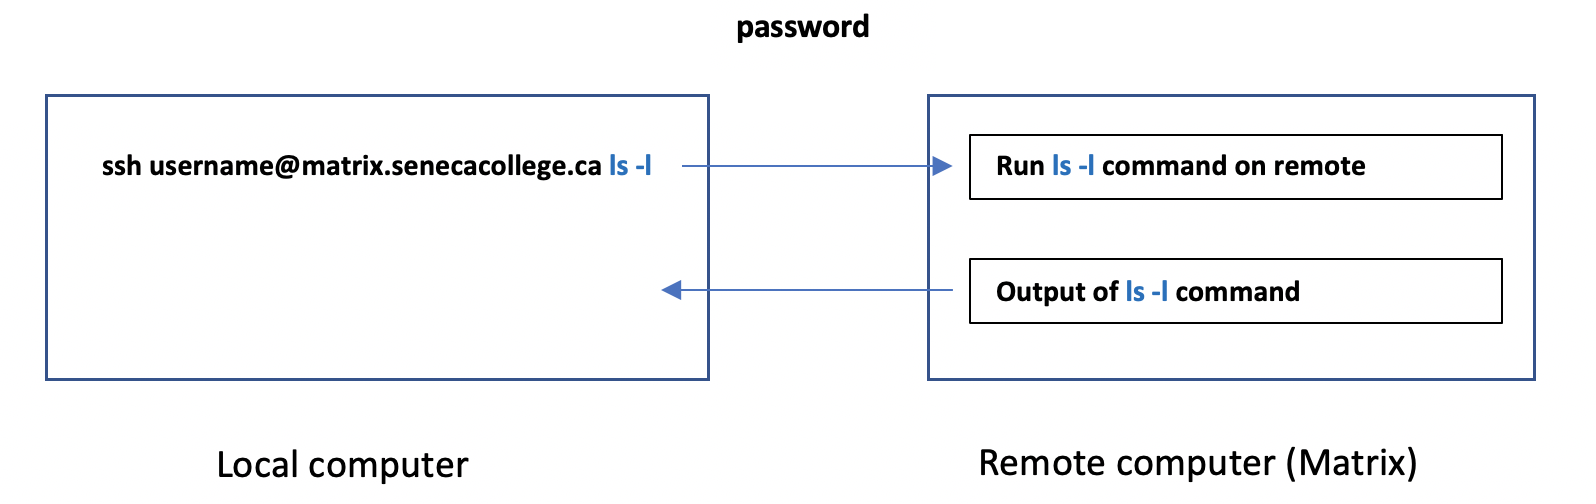 password
ssh username@matrix.senecacollege.ca ls -l
Run ls -l command on remote
Output of ls -l command
Local computer
Remote computer (Matrix)